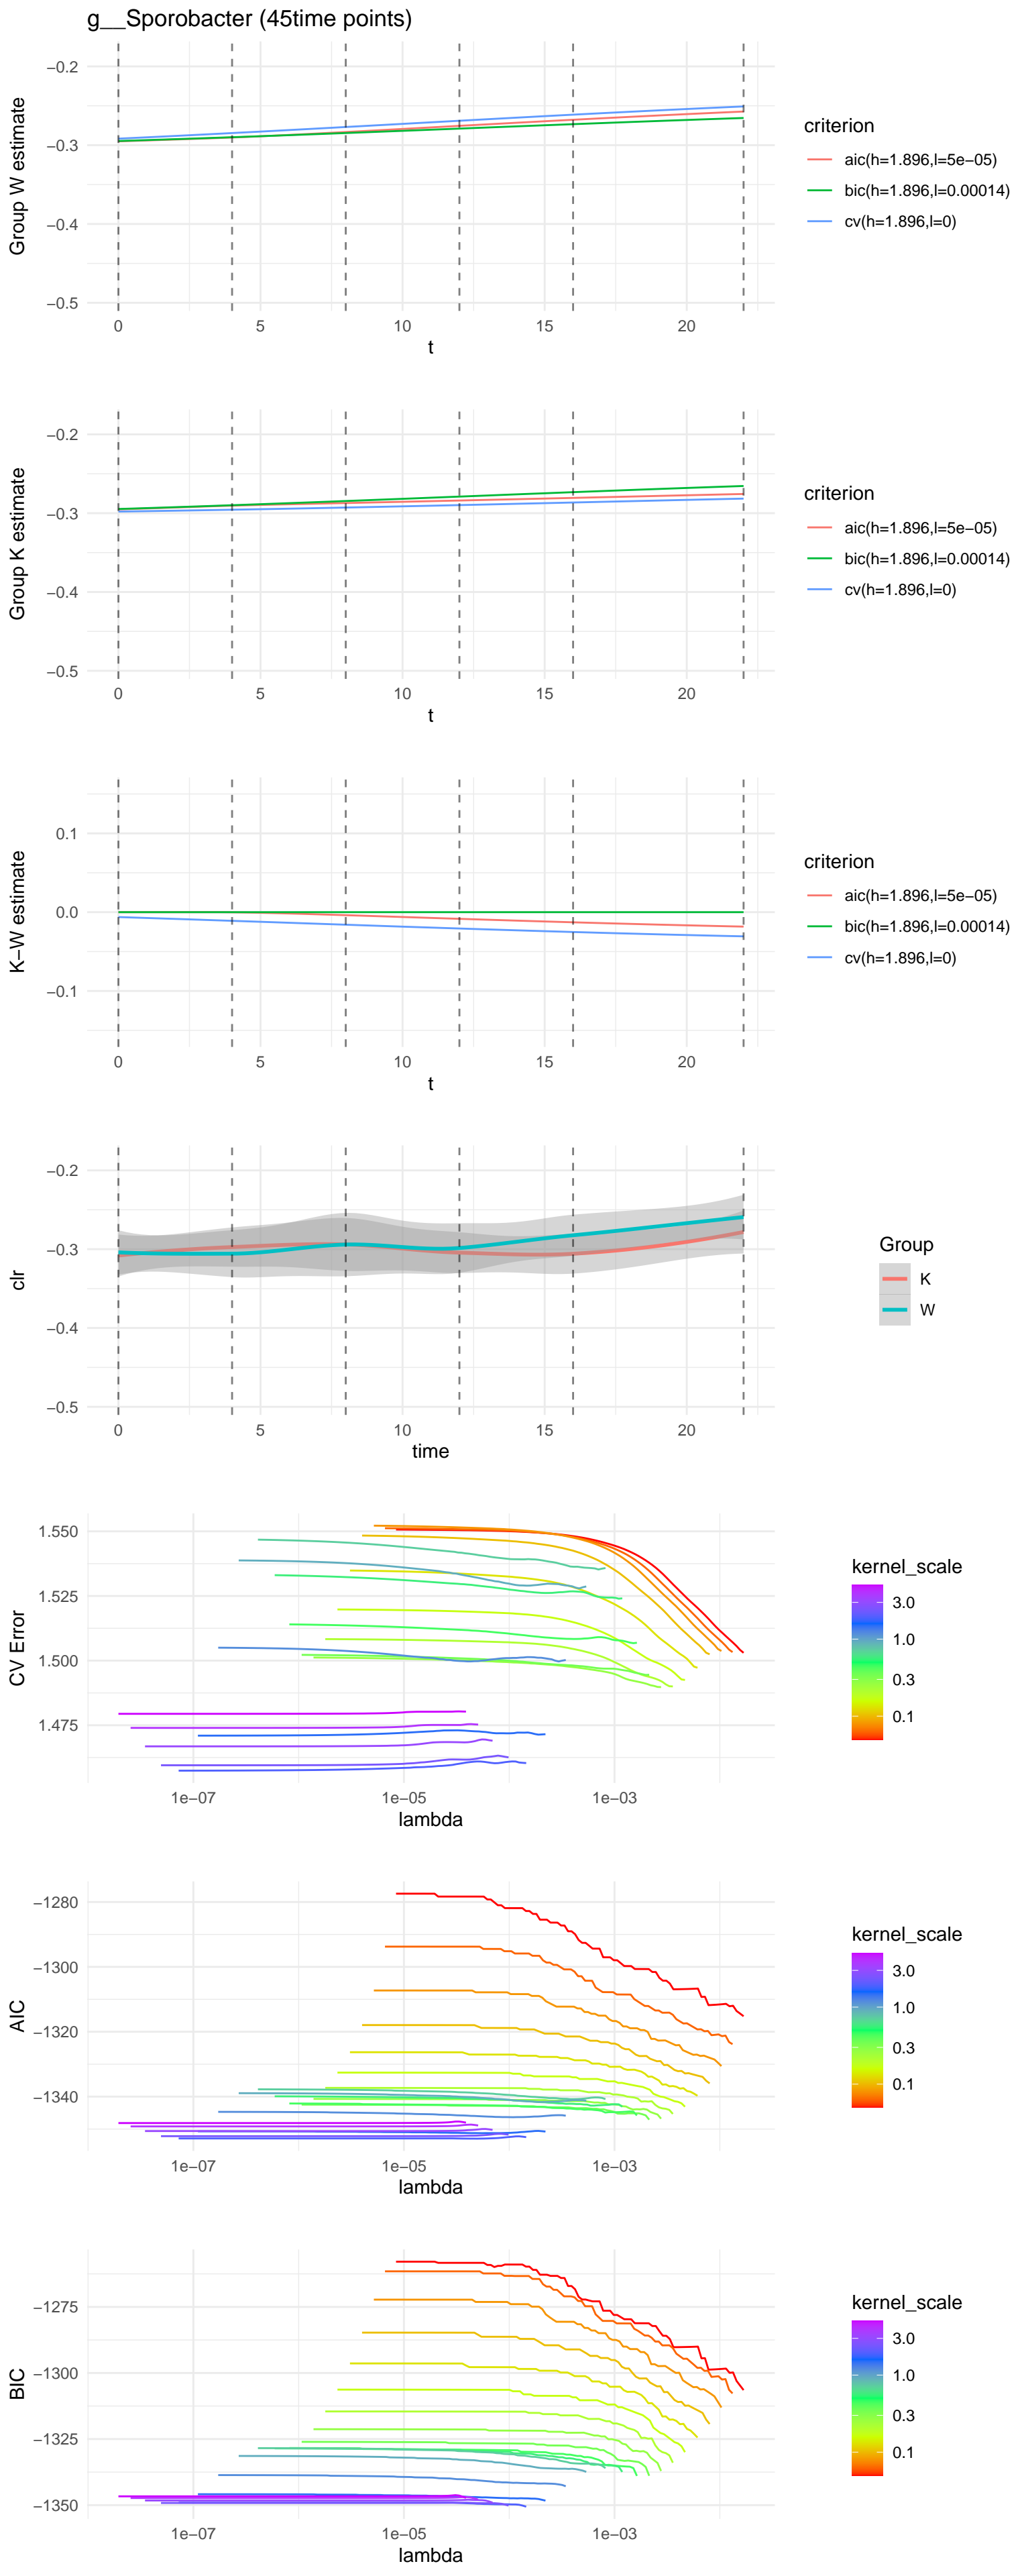 g__Sporobacter (45time points)
Group W estimate
−0.2
−0.3
−0.4
−0.5
0 5 10 15 20
t
criterion
aic(h=1.896,l=5e−05)
bic(h=1.896,l=0.00014)
cv(h=1.896,l=0)
Group K estimate
−0.2
−0.3
−0.4
−0.5
0 5 10 15 20
t
criterion
aic(h=1.896,l=5e−05)
bic(h=1.896,l=0.00014)
cv(h=1.896,l=0)
K−W estimate
0.1
0.0
−0.1
0 5 10 15 20
t
criterion
aic(h=1.896,l=5e−05)
bic(h=1.896,l=0.00014)
cv(h=1.896,l=0)
clr
−0.2
−0.3
−0.4
−0.5
0 5 10 15 20
time
Group
K
W
CV Error
1.550
1.525
1.500
1.475
1e−07 1e−05 1e−03
lambda
kernel_scale
3.0
1.0
0.3
0.1
AIC
−1280
−1300
−1320
−1340
1e−07 1e−05 1e−03
lambda
kernel_scale
3.0
1.0
0.3
0.1
BIC
−1275
−1300
−1325
−1350
1e−07 1e−05 1e−03
lambda
kernel_scale
3.0
1.0
0.3
0.1